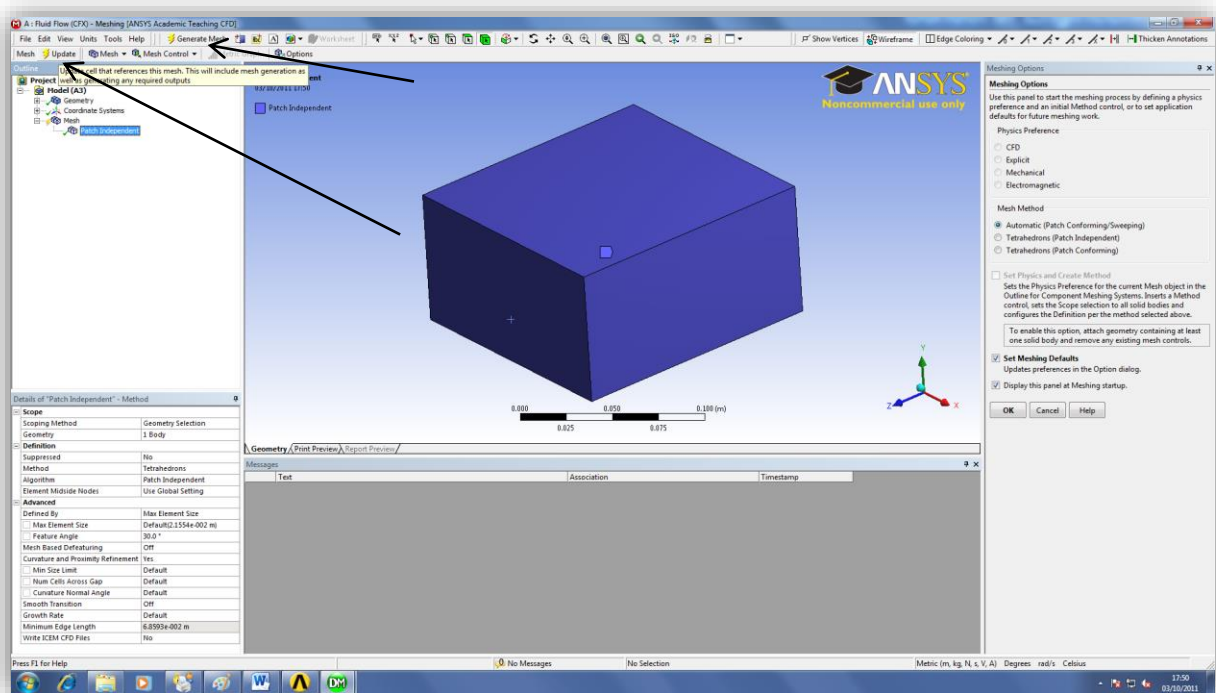 A : Fluid Flow (CFX) - Meshing [ANSYS Academic Teaching CFD]
File Edit View Units Tools Help Generate Mesh Worksheet Show Vertices Wireframe Edge Coloring Thicken Annotations
Mesh Update Mesh Mesh Control Options
Outline
Update cell that references this mesh. This will include mesh generation as
well as generating any required outputs
Project
Model (A3)
Geometry
Coordinate Systems
Mesh
Patch Independent
03/10/2011 17:50
Patch Independent
ANSYS
Noncommercial use only
0.000 0.050 0.100 (m)
0.025 0.075
Y
Z X
Geometry Print Preview Report Preview
Details of "Patch Independent" - Method
Scope
Scoping Method Geometry Selection
Geometry 1 Body
Definition
Suppressed No
Method Tetrahedrons
Algorithm Patch Independent
Element Midside Nodes Use Global Setting
Advanced
Defined By Max Element Size
Max Element Size Default(2.1554e-002 m)
Feature Angle 30.0 °
Mesh Based Defeaturing Off
Curvature and Proximity Refinement Yes
Min Size Limit Default
Num Cells Across Gap Default
Curvature Normal Angle Default
Smooth Transition Off
Growth Rate Default
Minimum Edge Length 6.8593e-002 m
Write ICEM CFD Files No
Messages
Text Association Timestamp
Meshing Options
Meshing Options
Use this panel to start the meshing process by defining a physics
preference and an initial Method control, or to set application
defaults for future meshing work.
Physics Preference
CFD
Explicit
Mechanical
Electromagnetic
Mesh Method
Automatic (Patch Conforming/Sweeping)
Tetrahedrons (Patch Independent)
Tetrahedrons (Patch Conforming)
Set Physics and Create Method
Sets the Physics Preference for the current Mesh object in the
Outline for Component Meshing Systems. Inserts a Method
control, sets the Scope selection to all solid bodies and
configures the Definition per the method selected above.
To enable this option, attach geometry containing at least
one solid body and remove any existing mesh controls.
Set Meshing Defaults
Updates preferences in the Option dialog.
Display this panel at Meshing startup.
OK Cancel Help
Press F1 for Help No Messages No Selection Metric (m, kg, N, s, V, A) Degrees rad/s Celsius
W DM
17:50
03/10/2011